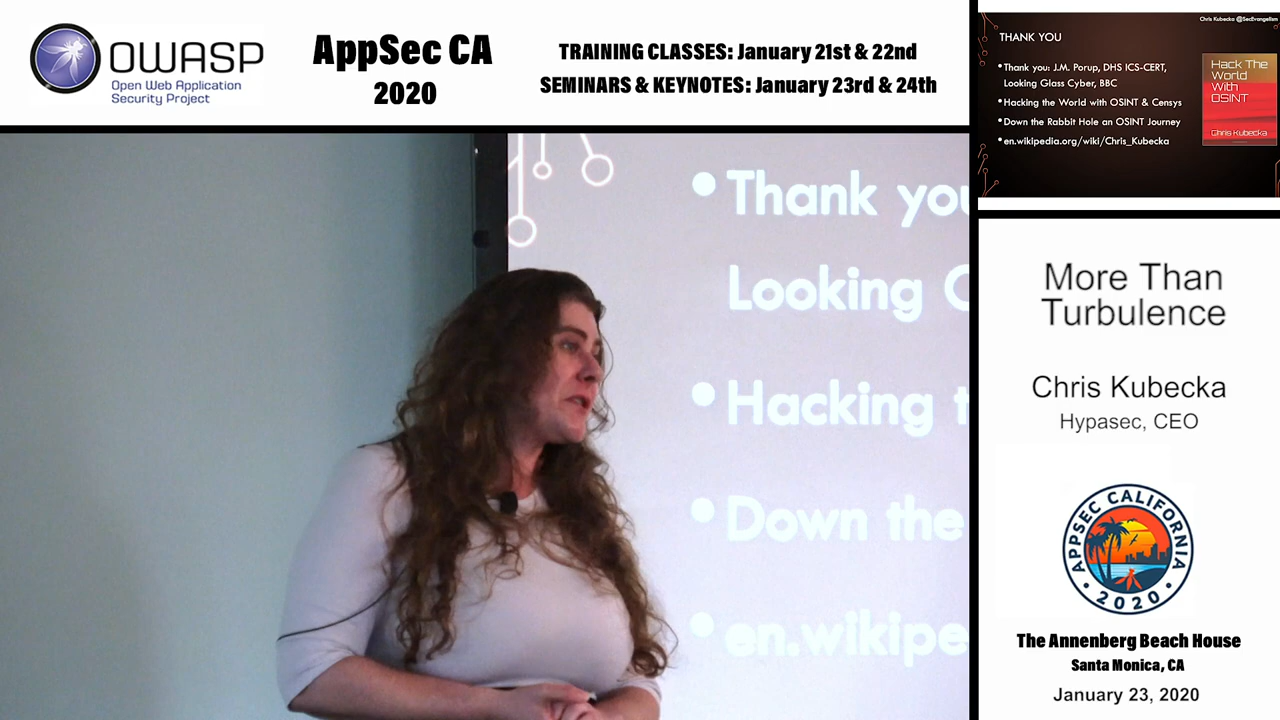 OWASP
Open Web Application
Security Project
AppSec CA
2020
TRAINING CLASSES: January 21st & 22nd
SEMINARS & KEYNOTES: January 23rd & 24th
Chris Kubecka @SecEvangelism
THANK YOU
•Thank you: J.M. Porup, DHS ICS-CERT,
Looking Glass Cyber, BBC
•Hacking the World with OSINT & Censys
•Down the Rabbit Hole an OSINT Journey
•en.wikipedia.org/wiki/Chris_Kubecka
Hack The
World
With
OSINT
Chris Kubecka
•Thank you
Looking
•Hacking t
•Down the
•en.wikipe
More Than
Turbulence
Chris Kubecka
Hypasec, CEO
APPSEC CALIFORNIA
• 2020 •
The Annenberg Beach House
Santa Monica, CA
January 23, 2020